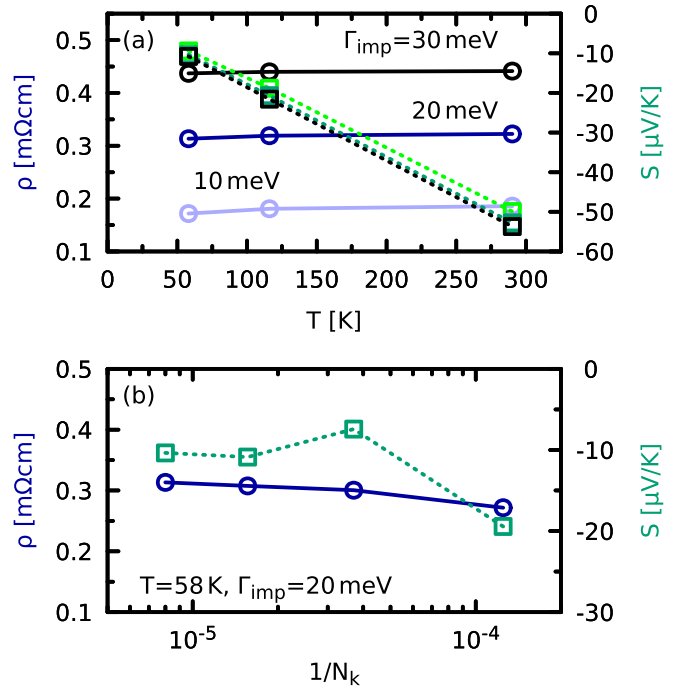 (a)
Γimp=30 meV
20 meV
10 meV
ρ [mΩcm]
0.5
0.4
0.3
0.2
0.1
0
-10
-20
-30
-40
-50
-60
S [μV/K]
0 50 100 150 200 250 300
T [K]
(b)
T=58 K, Γimp=20 meV
ρ [mΩcm]
0.5
0.4
0.3
0.2
0.1
0
-10
-20
-30
S [μV/K]
10-5 10-4
1/Nk